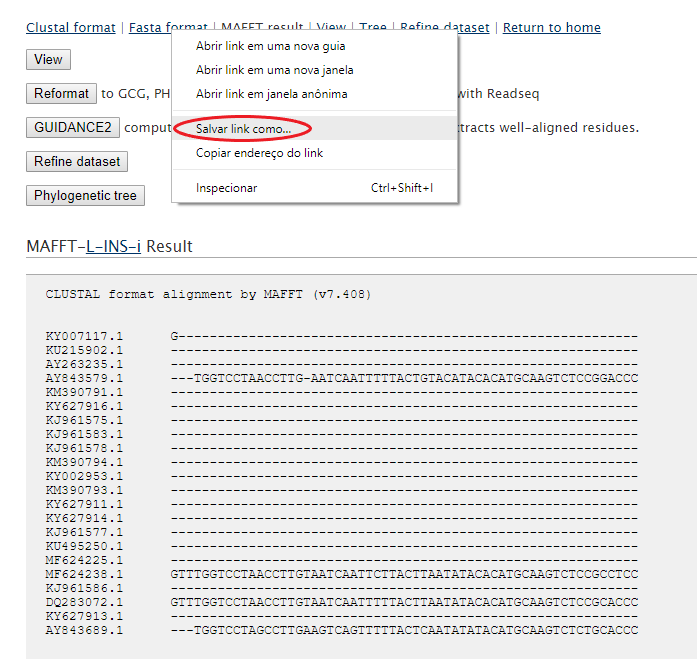 Clustal format | Fasta format | MAFFT result | View | Tree | Refine dataset | Return to home
View
Abrir link em uma nova guia
Abrir link em uma nova janela
Reformat to GCG, PH
Abrir link em janela anônima
with Readseq
GUIDANCE2 comput
Salvar link como...
tracts well-aligned residues.
Copiar endereço do link
Refine dataset
Inspecionar Ctrl+Shift+I
Phylogenetic tree
MAFFT-L-INS-i Result
CLUSTAL format alignment by MAFFT (v7.408)
KY007117.1 G-----------------------------------------------------------
KU215902.1 ------------------------------------------------------------
AY263235.1 ------------------------------------------------------------
AY843579.1 ---TGGTCCTAACCTTG-AATCAATTTTTACTGTACATACACATGCAAGTCTCCGGACCC
KM390791.1 ------------------------------------------------------------
KY627916.1 ------------------------------------------------------------
KJ961575.1 ------------------------------------------------------------
KJ961583.1 ------------------------------------------------------------
KJ961578.1 ------------------------------------------------------------
KM390794.1 ------------------------------------------------------------
KY002953.1 ------------------------------------------------------------
KM390793.1 ------------------------------------------------------------
KY627911.1 ------------------------------------------------------------
KY627914.1 ------------------------------------------------------------
KJ961577.1 ------------------------------------------------------------
KU495250.1 ------------------------------------------------------------
MF624225.1 ------------------------------------------------------------
MF624238.1 GTTTGGTCCTAACCTTGTAATCAATTCTTACTTAATATACACATGCAAGTCTCCGCCTCC
KJ961586.1 ------------------------------------------------------------
DQ283072.1 GTTTGGTCCTAACCTTGTAATCAATTTTTACTTAATATACACATGCAAGTCTCCGCACCC
KY627913.1 ------------------------------------------------------------
AY843689.1 ---TGGTCCTAGCCTTGAAGTCAGTTTTTACTCAATATATACATGCAAGTCTCTGCACCC